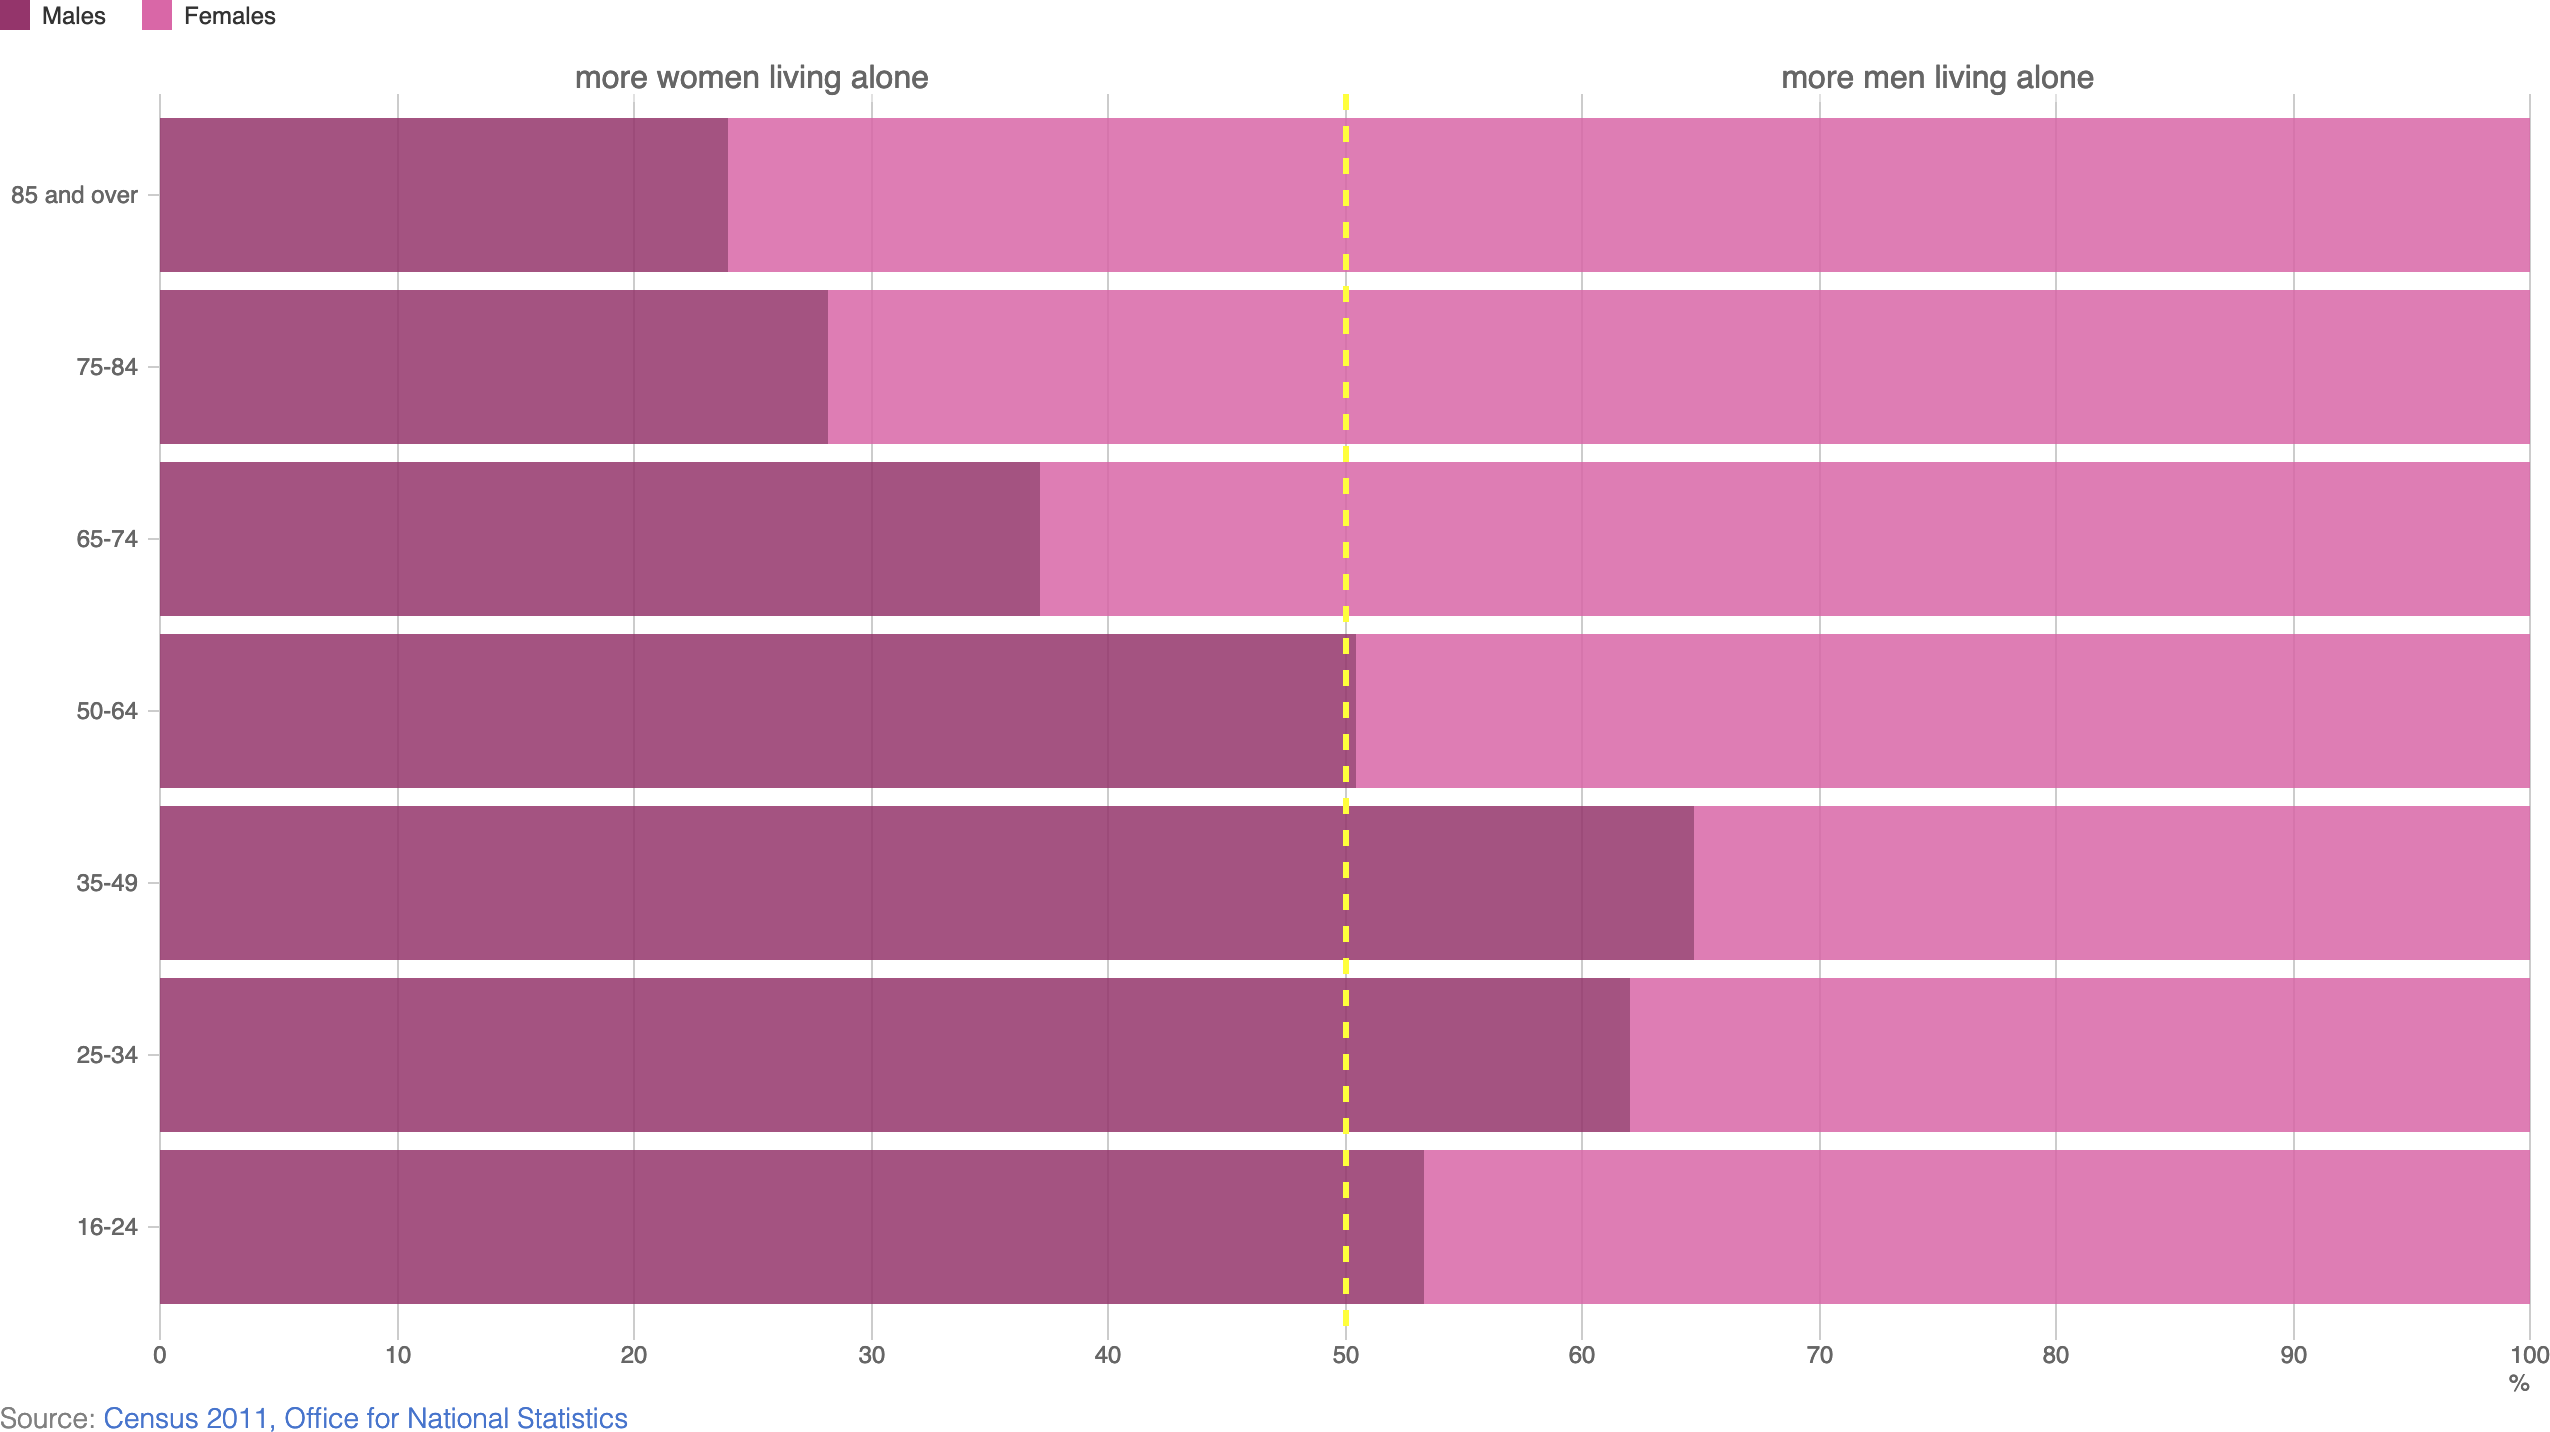 Males Females
more women living alone more men living alone
85 and over
75-84
65-74
50-64
35-49
25-34
16-24
0 10 20 30 40 50 60 70 80 90 100
%
Source: Census 2011, Office for National Statistics